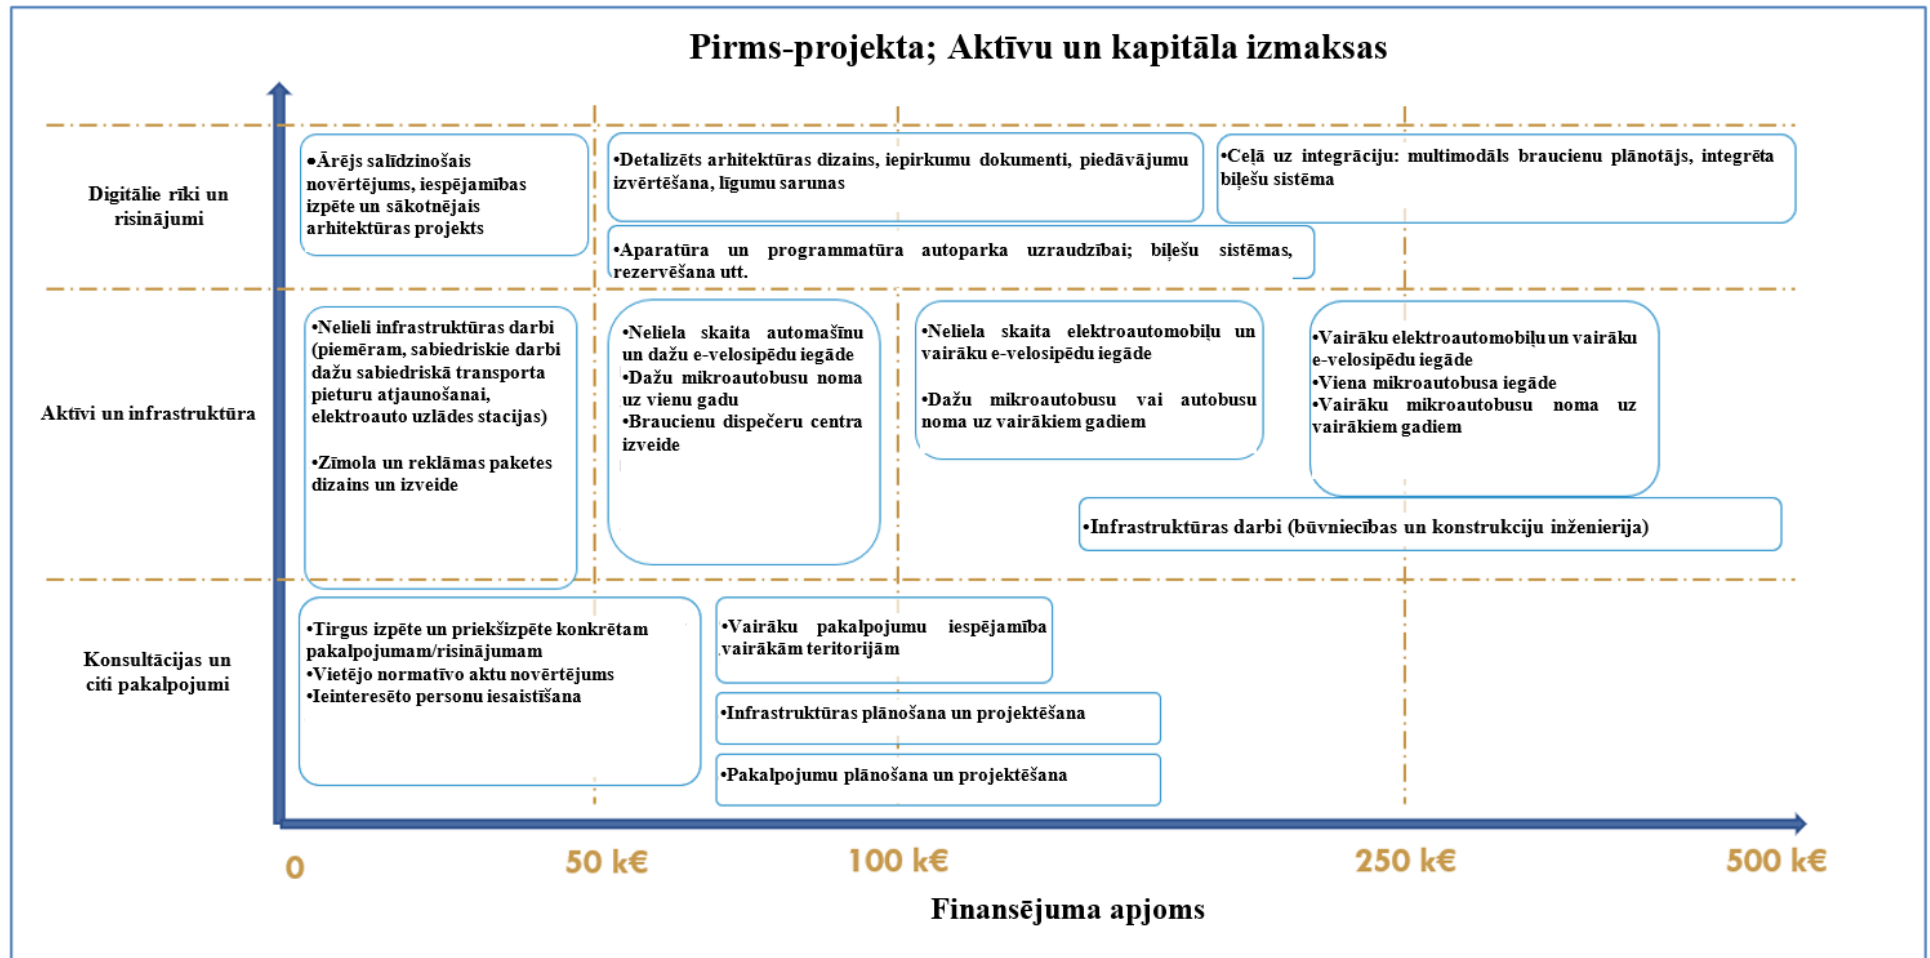 Pirms-projekta; Aktīvu un kapitāla izmaksas
Digitālie rīki un
risinājumi
•Ārējs salīdzinošais
novērtējums, iespējamības
izpēte un sākotnējais
arhitektūras projekts
•Detalizēts arhitektūras dizains, iepirkumu dokumenti, piedāvājumu
izvērtēšana, līgumu sarunas
•Ceļā uz integrāciju: multimodāls braucienu plānotājs, integrēta
biļešu sistēma
•Aparatūra un programmatūra autoparka uzraudzībai; biļešu sistēmas,
rezervēšana utt.
Aktīvi un infrastruktūra
•Nelieli infrastruktūras darbi
(piemēram, sabiedriskie darbi
dažu sabiedriskā transporta
pieturu atjaunošanai,
elektroauto uzlādes stacijas)
•Zīmola un reklāmas paketes
dizains un izveide
•Neliela skaita automašīnu
un dažu e-velosipēdu iegāde
•Dažu mikroautobusu noma
uz vienu gadu
•Braucienu dispečeru centra
izveide
•Neliela skaita elektroautomobiļu un
vairāku e-velosipēdu iegāde
•Dažu mikroautobusu vai autobusu
noma uz vairākiem gadiem
•Vairāku elektroautomobiļu un vairāku
e-velosipēdu iegāde
•Viena mikroautobusa iegāde
•Vairāku mikroautobusu noma uz
vairākiem gadiem
•Infrastruktūras darbi (būvniecības un konstrukciju inženierija)
Konsultācijas un
citi pakalpojumi
•Tirgus izpēte un priekšizpēte konkrētam
pakalpojumam/risinājumam
•Vietējo normatīvo aktu novērtējums
•Ieinteresēto personu iesaistīšana
•Vairāku pakalpojumu iespējamība
vairākām teritorijām
•Infrastruktūras plānošana un projektēšana
•Pakalpojumu plānošana un projektēšana
0
50 k€
100 k€
250 k€
500 k€
Finansējuma apjoms